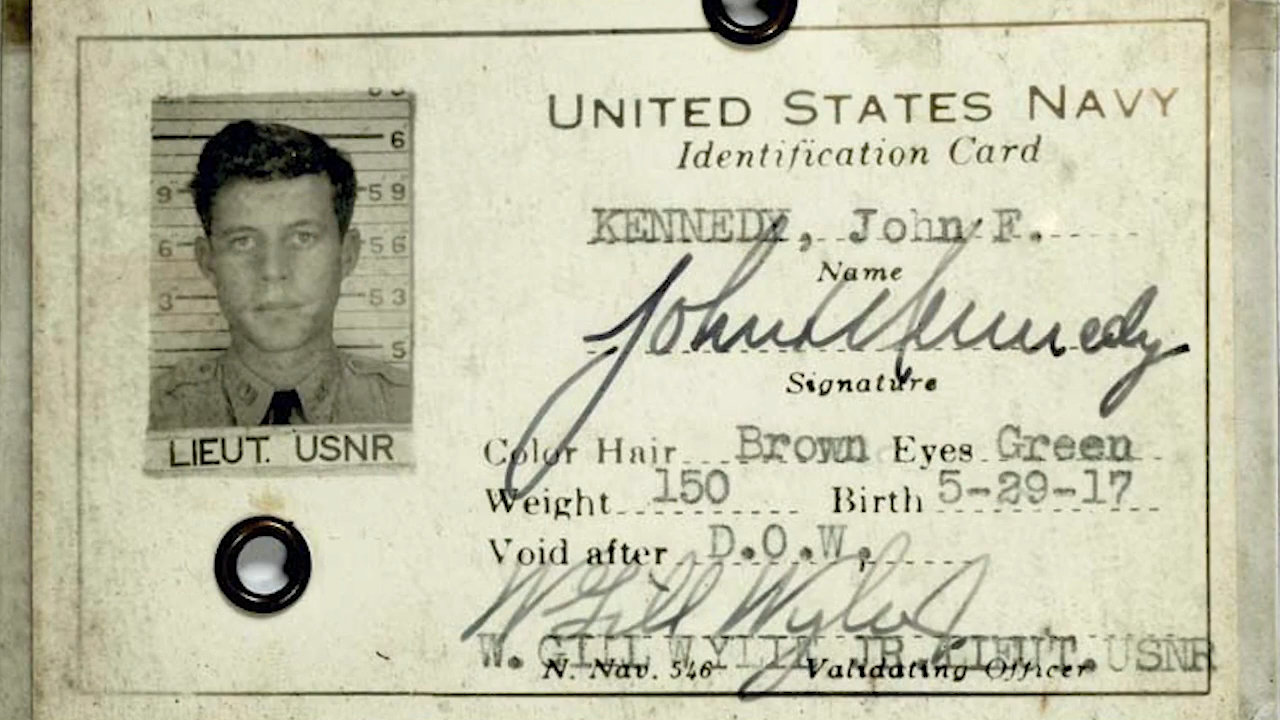 UNITED STATES NAVY
Identification Card
KENNEDY, John F.
Name
John Kennedy
Signature
Color Hair Brown Eyes Green
Weight 150 Birth 5-29-17
Void after D.O.W.
W Gill Wylie Jr
W. GILL WYLIE JR. LIEUT. USNR
N. Nav. 546 Validating Officer
6
9 59
6 56
3 53
5
LIEUT. USNR